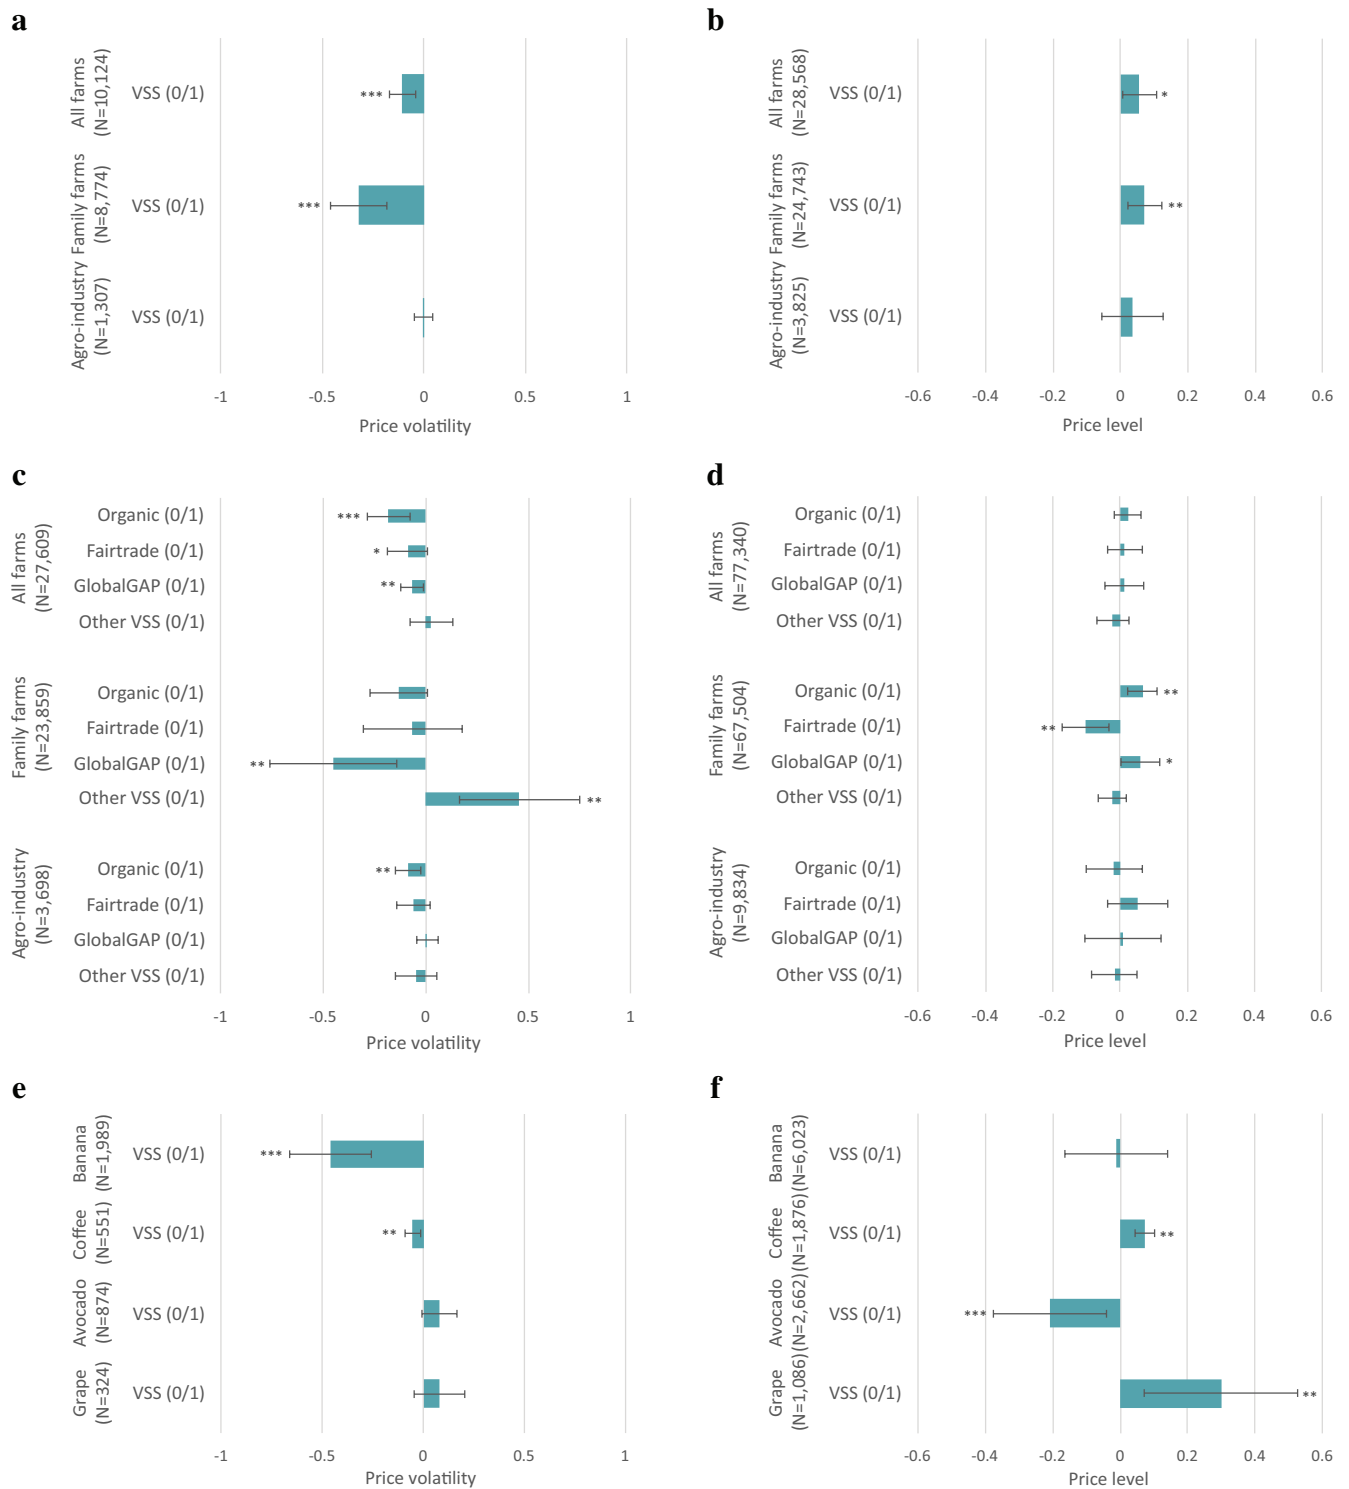 a
All farms
(N=10,124)
VSS (0/1)
***
Family farms
(N=8,774)
VSS (0/1)
***
Agro-industry
(N=1,307)
VSS (0/1)
-1 -0.5 0 0.5 1
Price volatility
b
All farms
(N=28,568)
VSS (0/1)
*
Family farms
(N=24,743)
VSS (0/1)
**
Agro-industry
(N=3,825)
VSS (0/1)
-0.6 -0.4 -0.2 0 0.2 0.4 0.6
Price level
c
All farms
(N=27,609)
Organic (0/1)
***
Fairtrade (0/1)
*
GlobalGAP (0/1)
**
Other VSS (0/1)
Family farms
(N=23,859)
Organic (0/1)
Fairtrade (0/1)
GlobalGAP (0/1)
**
Other VSS (0/1)
**
Agro-industry
(N=3,698)
Organic (0/1)
**
Fairtrade (0/1)
GlobalGAP (0/1)
Other VSS (0/1)
-1 -0.5 0 0.5 1
Price volatility
d
All farms
(N=77,340)
Organic (0/1)
Fairtrade (0/1)
GlobalGAP (0/1)
Other VSS (0/1)
Family farms
(N=67,504)
Organic (0/1)
**
Fairtrade (0/1)
**
GlobalGAP (0/1)
*
Other VSS (0/1)
Agro-industry
(N=9,834)
Organic (0/1)
Fairtrade (0/1)
GlobalGAP (0/1)
Other VSS (0/1)
-0.6 -0.4 -0.2 0 0.2 0.4 0.6
Price level
e
Banana
(N=1,989)
VSS (0/1)
***
Coffee
(N=551)
VSS (0/1)
**
Avocado
(N=874)
VSS (0/1)
Grape
(N=324)
VSS (0/1)
-1 -0.5 0 0.5 1
Price volatility
f
Banana
(N=6,023)
VSS (0/1)
Coffee
(N=1,876)
VSS (0/1)
**
Avocado
(N=2,662)
VSS (0/1)
***
Grape
(N=1,086)
VSS (0/1)
**
-0.6 -0.4 -0.2 0 0.2 0.4 0.6
Price level